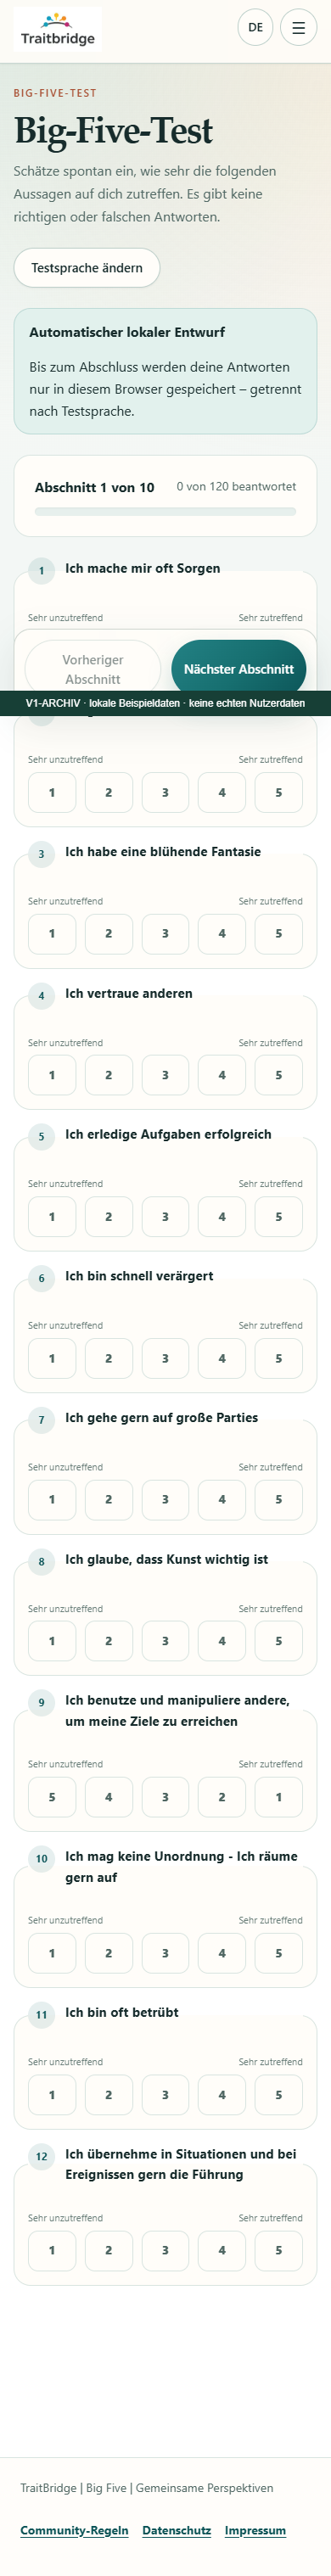 Traitbridge
DE
BIG-FIVE-TEST
Big-Five-Test
Schätze spontan ein, wie sehr die folgenden
Aussagen auf dich zutreffen. Es gibt keine
richtigen oder falschen Antworten.
Testsprache ändern
Automatischer lokaler Entwurf
Bis zum Abschluss werden deine Antworten
nur in diesem Browser gespeichert – getrennt
nach Testsprache.
Abschnitt 1 von 10 0 von 120 beantwortet
1 Ich mache mir oft Sorgen
Sehr unzutreffend Sehr zutreffend
Vorheriger
Abschnitt
Nächster Abschnitt
V1-ARCHIV · lokale Beispieldaten · keine echten Nutzerdaten
Sehr unzutreffend Sehr zutreffend
1 2 3 4 5
3 Ich habe eine blühende Fantasie
Sehr unzutreffend Sehr zutreffend
1 2 3 4 5
4 Ich vertraue anderen
Sehr unzutreffend Sehr zutreffend
1 2 3 4 5
5 Ich erledige Aufgaben erfolgreich
Sehr unzutreffend Sehr zutreffend
1 2 3 4 5
6 Ich bin schnell verärgert
Sehr unzutreffend Sehr zutreffend
1 2 3 4 5
7 Ich gehe gern auf große Parties
Sehr unzutreffend Sehr zutreffend
1 2 3 4 5
8 Ich glaube, dass Kunst wichtig ist
Sehr unzutreffend Sehr zutreffend
1 2 3 4 5
9 Ich benutze und manipuliere andere,
um meine Ziele zu erreichen
Sehr unzutreffend Sehr zutreffend
5 4 3 2 1
10 Ich mag keine Unordnung - Ich räume
gern auf
Sehr unzutreffend Sehr zutreffend
1 2 3 4 5
11 Ich bin oft betrübt
Sehr unzutreffend Sehr zutreffend
1 2 3 4 5
12 Ich übernehme in Situationen und bei
Ereignissen gern die Führung
Sehr unzutreffend Sehr zutreffend
1 2 3 4 5
TraitBridge | Big Five | Gemeinsame Perspektiven
Community-Regeln Datenschutz Impressum